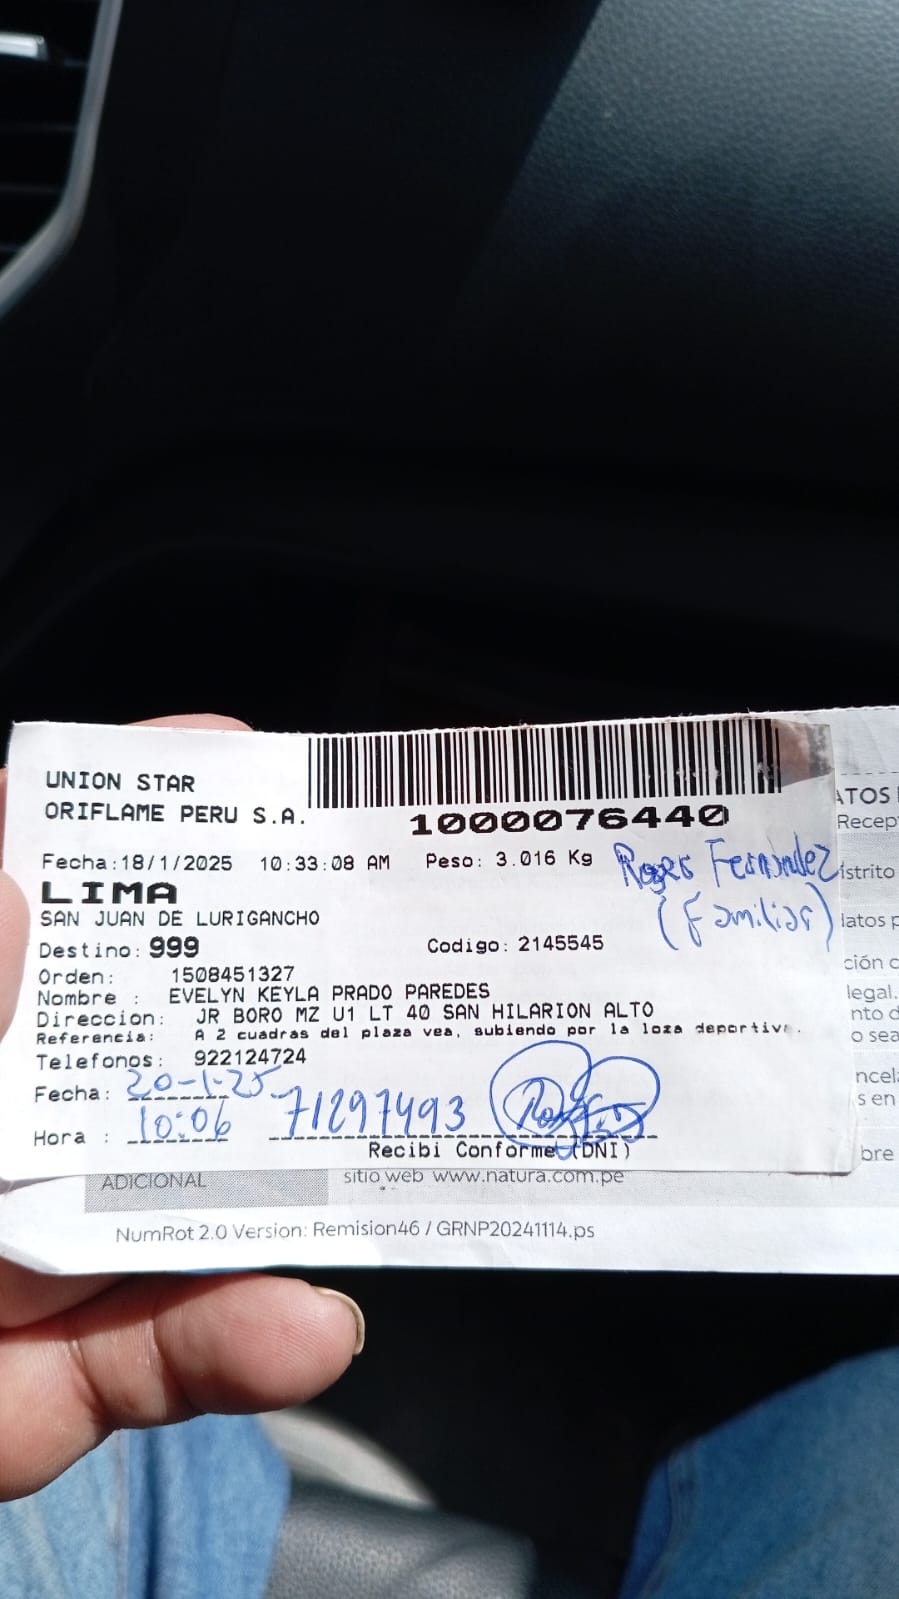 UNION STAR
ORIFLAME PERU S.A.
1000076440
Fecha:18/1/2025 10:33:08 AM Peso: 3.016 Kg
Roger Fernandez
(Familiar)
LIMA
SAN JUAN DE LURIGANCHO
Destino: 999 Codigo: 2145545
Orden: 1508451327
Nombre : EVELYN KEYLA PRADO PAREDES
Direccion: JR BORO MZ U1 LT 40 SAN HILARION ALTO
Referencia: A 2 cuadras del plaza vea, subiendo por la loza deportiva.
Telefonos: 922124724
Fecha: 20-1-25
Hora : 10:06 71297493
Recibi Conforme (DNI)
ATOS
Recep
istrito
latos p
ción c
legal.
nto d
o sea
ncela
s en
bre
ADICIONAL sitio web www.natura.com.pe
NumRot 2.0 Version: Remision46 / GRNP20241114.ps